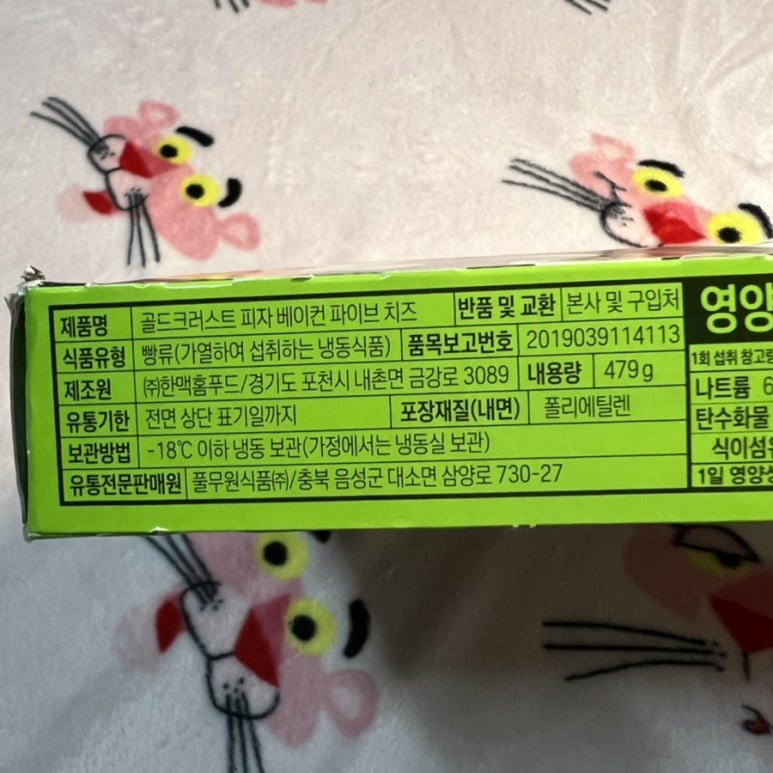 제품명 골드크러스트 피자 베이컨 파이브 치즈 반품 및 교환 본사 및 구입처
식품유형 빵류(가열하여 섭취하는 냉동식품) 품목보고번호 2019039114113
제조원 ㈜한맥홈푸드/경기도 포천시 내촌면 금강로 3089 내용량 479g
유통기한 전면 상단 표기일까지 포장재질(내면) 폴리에틸렌
보관방법 -18℃ 이하 냉동 보관(가정에서는 냉동실 보관)
유통전문판매원 풀무원식품㈜/충북 음성군 대소면 삼양로 730-27
영양
1회 섭취 참고량
나트륨 6
탄수화물
식이섬유
1일 영양성